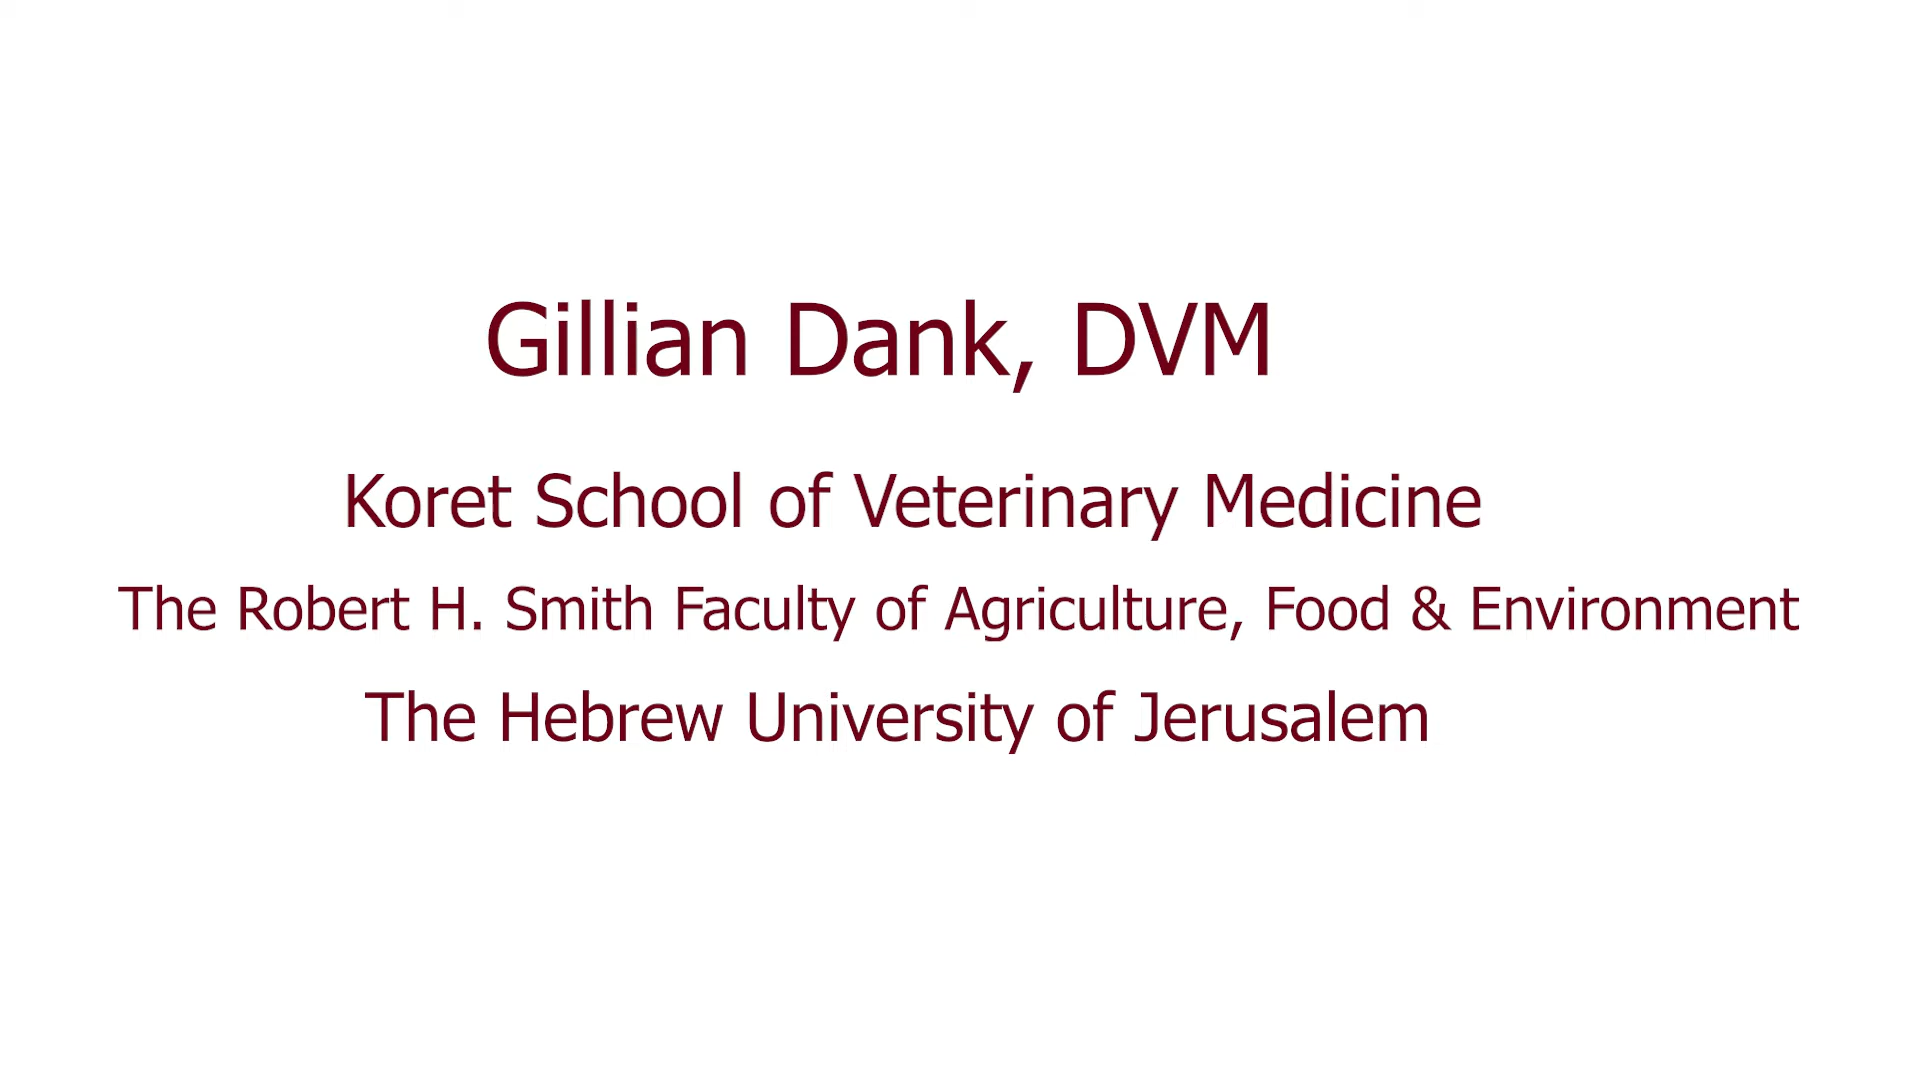 Gillian Dank, DVM
Koret School of Veterinary Medicine
The Robert H. Smith Faculty of Agriculture, Food & Environment
The Hebrew University of Jerusalem